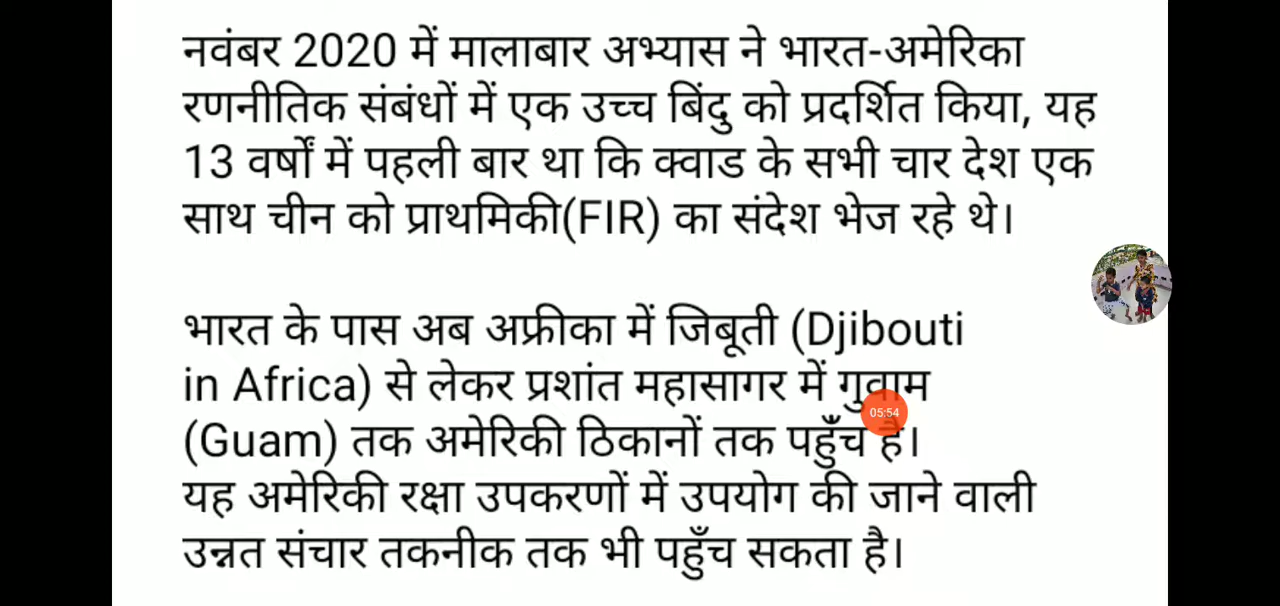 नवंबर 2020 में मालाबार अभ्यास ने भारत-अमेरिका
रणनीतिक संबंधों में एक उच्च बिंदु को प्रदर्शित किया, यह
13 वर्षों में पहली बार था कि क्वाड के सभी चार देश एक
साथ चीन को प्राथमिकी(FIR) का संदेश भेज रहे थे।
भारत के पास अब अफ्रीका में जिबूती (Djibouti
in Africa) से लेकर प्रशांत महासागर में गुवाम
05:54
(Guam) तक अमेरिकी ठिकानों तक पहुँच है।
यह अमेरिकी रक्षा उपकरणों में उपयोग की जाने वाली
उन्नत संचार तकनीक तक भी पहुँच सकता है।